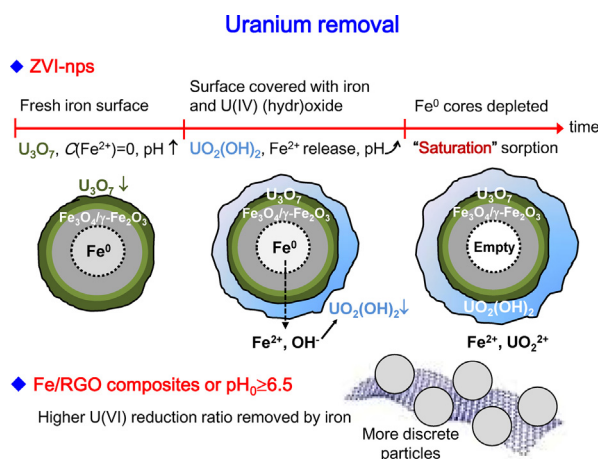 Uranium removal
◆ ZVI-nps
Fresh iron surface
Surface covered with iron
and U(IV) (hydr)oxide
Fe⁰ cores depleted
time
U₃O₇, C(Fe²⁺)=0, pH ↑
UO₂(OH)₂, Fe²⁺ release, pH ↗
"Saturation" sorption
U₃O₇ ↓
Fe₃O₄/γ-Fe₂O₃
Fe⁰
U₃O₇
Fe₃O₄/γ-Fe₂O₃
Fe⁰
UO₂(OH)₂↓
Fe²⁺, OH⁻
U₃O₇
Fe₃O₄/γ-Fe₂O₃
Empty
UO₂(OH)₂
Fe²⁺, UO₂²⁺
◆ Fe/RGO composites or pH₀≥6.5
Higher U(VI) reduction ratio removed by iron
More discrete
particles